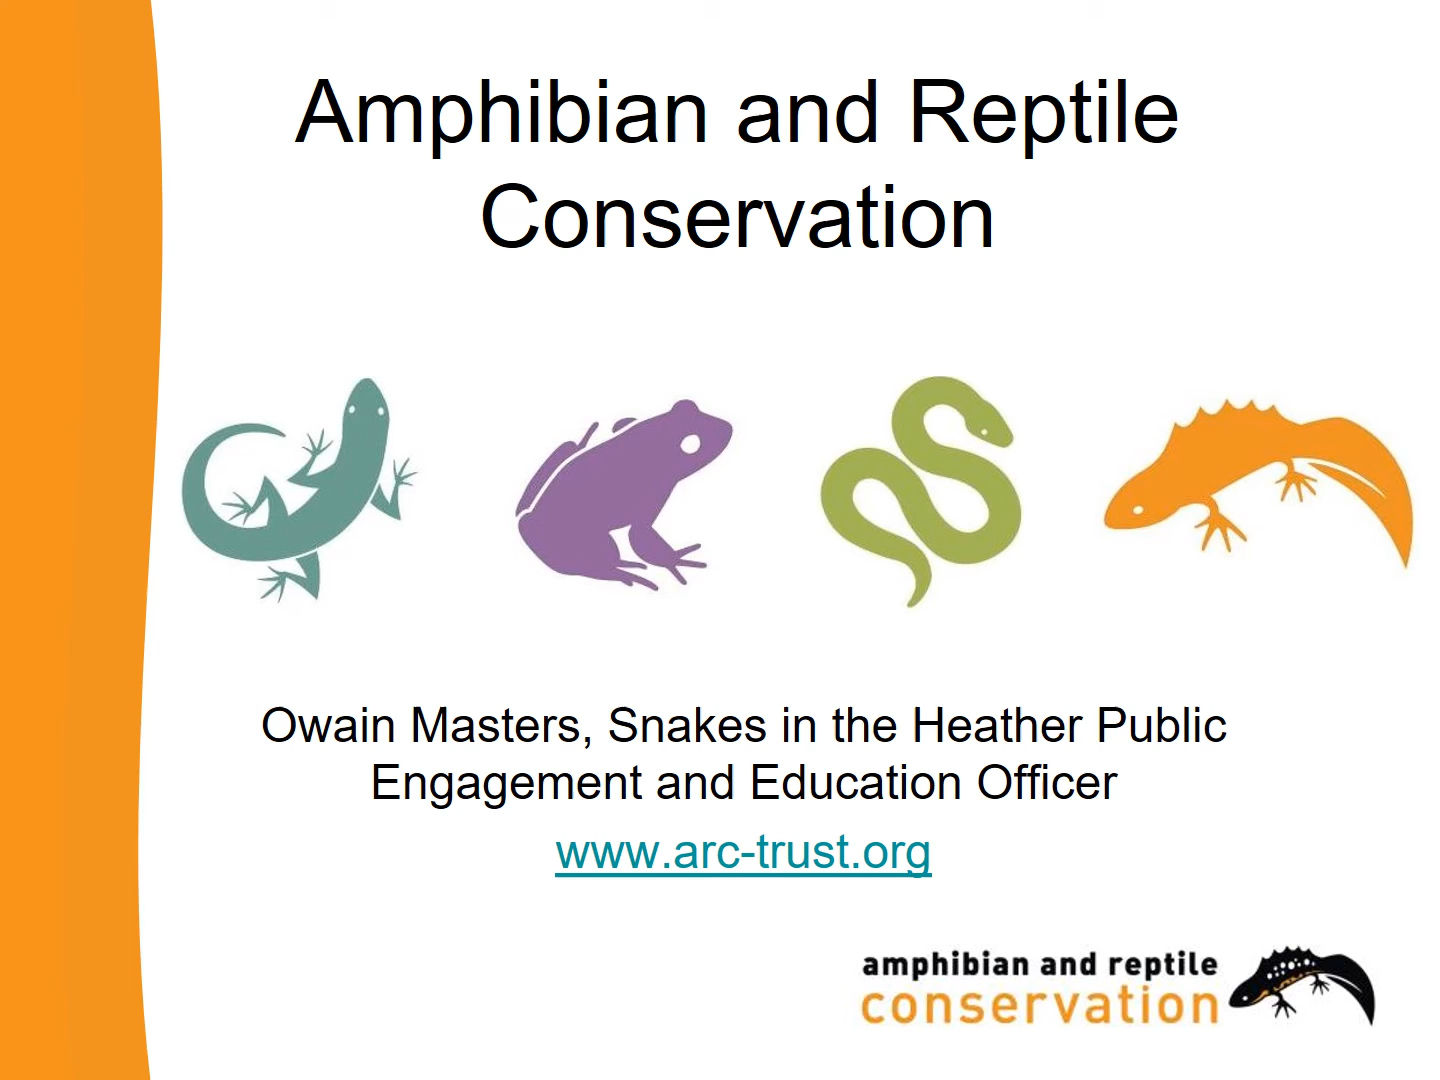 Amphibian and Reptile
Conservation
Owain Masters, Snakes in the Heather Public
Engagement and Education Officer
www.arc-trust.org
amphibian and reptile
conservation